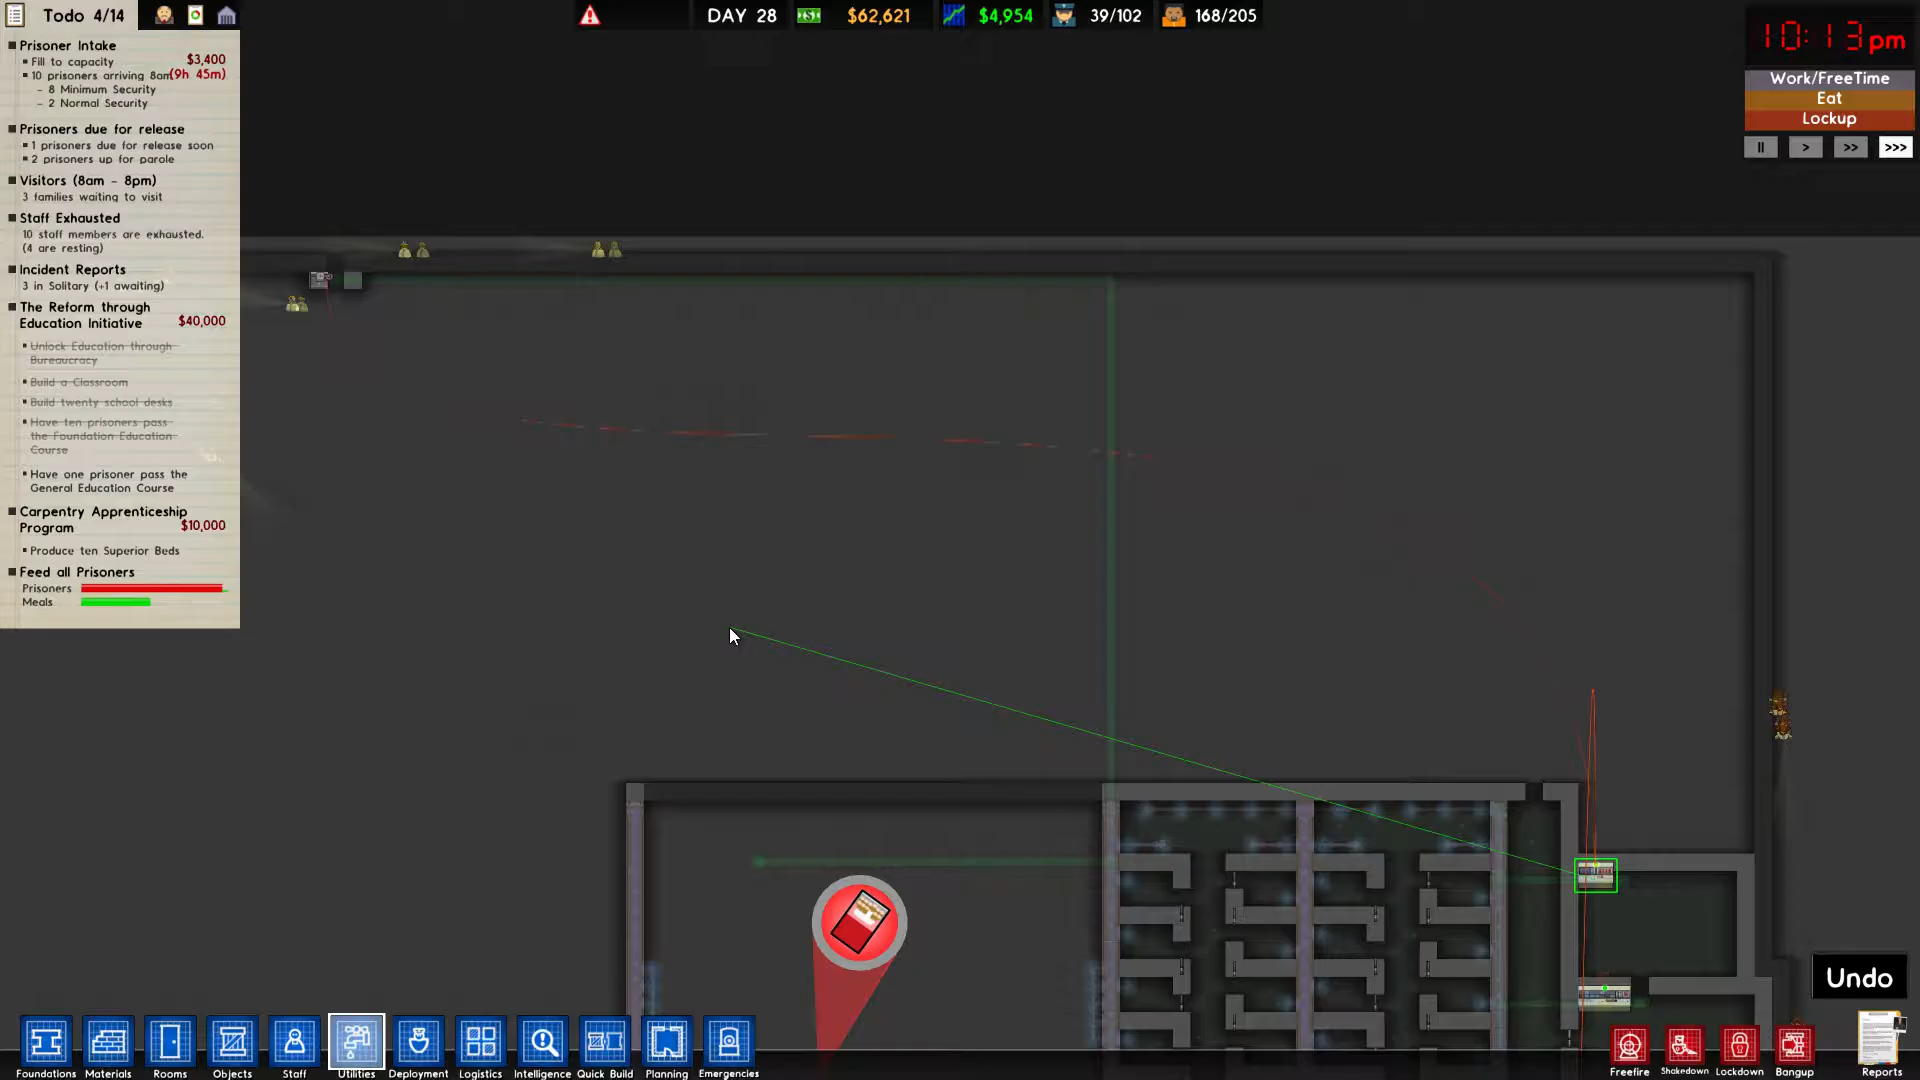 Todo 4/14
DAY 28
$62,621
$4,954
39/102
168/205
10:13 pm
Work/FreeTime
Eat
Lockup
II
>
>>
>>>
Prisoner Intake
Fill to capacity $3,400
10 prisoners arriving 8am (9h 45m)
- 8 Minimum Security
- 2 Normal Security
Prisoners due for release
1 prisoners due for release soon
2 prisoners up for parole
Visitors (8am - 8pm)
3 families waiting to visit
Staff Exhausted
10 staff members are exhausted.
(4 are resting)
Incident Reports
3 in Solitary (+1 awaiting)
The Reform through
Education Initiative $40,000
Unlock Education through
Bureaucracy
Build a Classroom
Build twenty school desks
Have ten prisoners pass
the Foundation Education
Course
Have one prisoner pass the
General Education Course
Carpentry Apprenticeship
Program $10,000
Produce ten Superior Beds
Feed all Prisoners
Prisoners
Meals
Undo
Foundations Materials Rooms Objects Staff Utilities Deployment Logistics Intelligence Quick Build Planning Emergencies
Freefire Shakedown Lockdown Bangup Reports